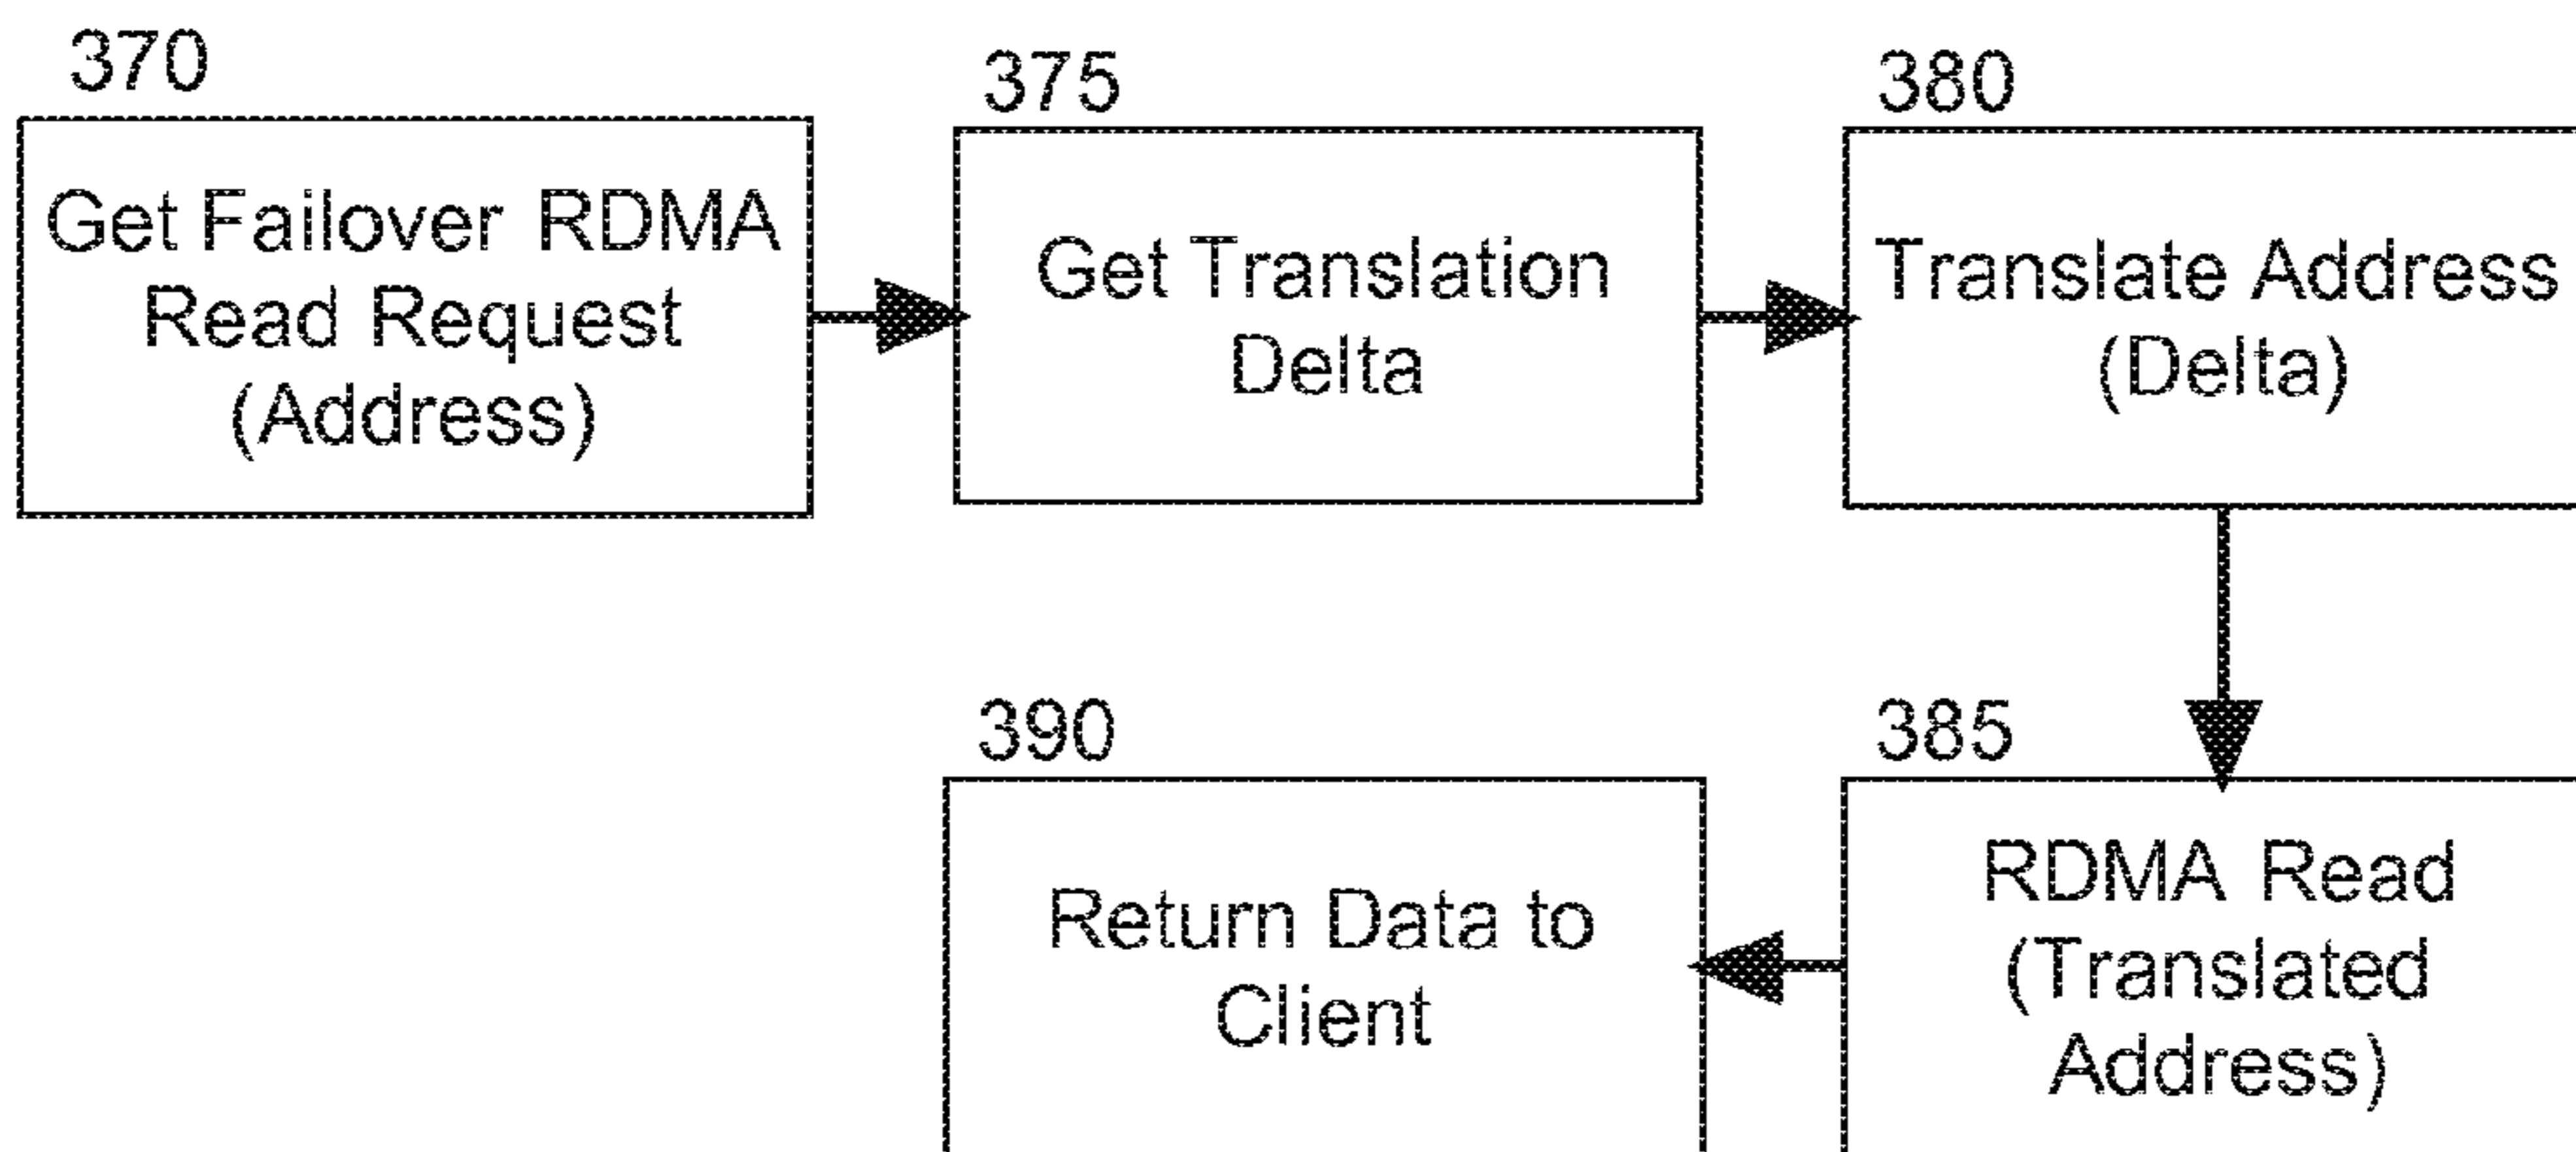 370
Get Failover RDMA
Read Request
(Address)
375
Get Translation
Delta
380
Translate Address
(Delta)
385
RDMA Read
(Translated
Address)
390
Return Data to
Client